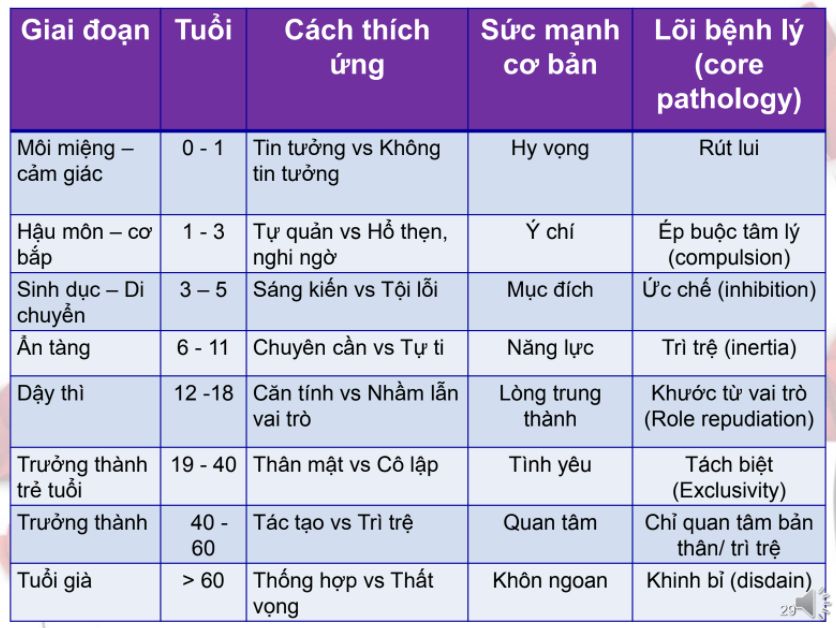 Giai đoạn Tuổi Cách thích ứng Sức mạnh cơ bản Lõi bệnh lý (core pathology)
Môi miệng – cảm giác 0 - 1 Tin tưởng vs Không tin tưởng Hy vọng Rút lui
Hậu môn – cơ bắp 1 - 3 Tự quản vs Hổ thẹn, nghi ngờ Ý chí Ép buộc tâm lý (compulsion)
Sinh dục – Di chuyển 3 – 5 Sáng kiến vs Tội lỗi Mục đích Ức chế (inhibition)
Ẩn tàng 6 - 11 Chuyên cần vs Tự ti Năng lực Trì trệ (inertia)
Dậy thì 12 -18 Căn tính vs Nhầm lẫn vai trò Lòng trung thành Khước từ vai trò (Role repudiation)
Trưởng thành trẻ tuổi 19 - 40 Thân mật vs Cô lập Tình yêu Tách biệt (Exclusivity)
Trưởng thành 40 - 60 Tác tạo vs Trì trệ Quan tâm Chỉ quan tâm bản thân/ trì trệ
Tuổi già > 60 Thống hợp vs Thất vọng Khôn ngoan Khinh bỉ (disdain)
29